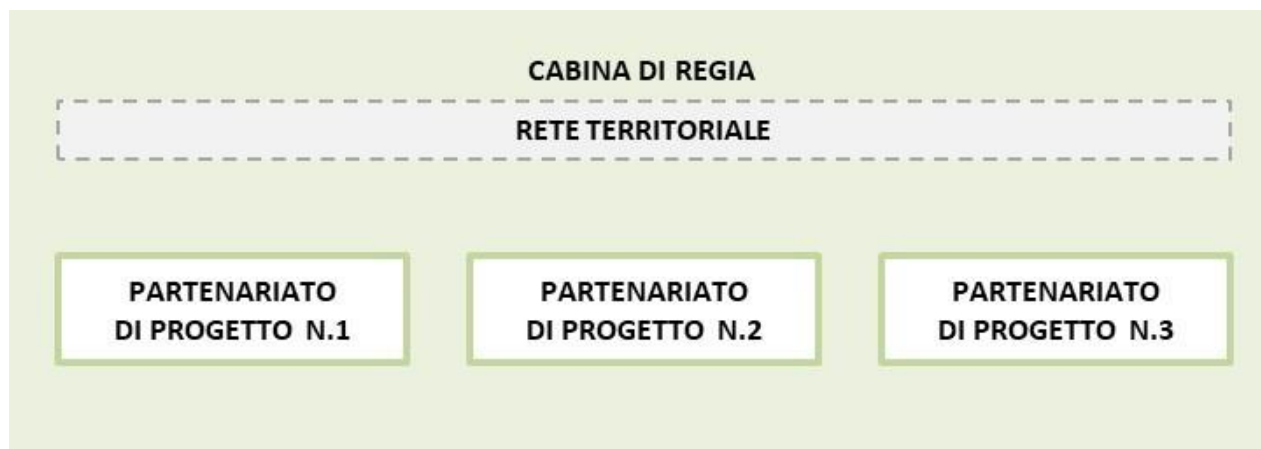 CABINA DI REGIA
RETE TERRITORIALE
PARTENARIATO
DI PROGETTO N.1
PARTENARIATO
DI PROGETTO N.2
PARTENARIATO
DI PROGETTO N.3